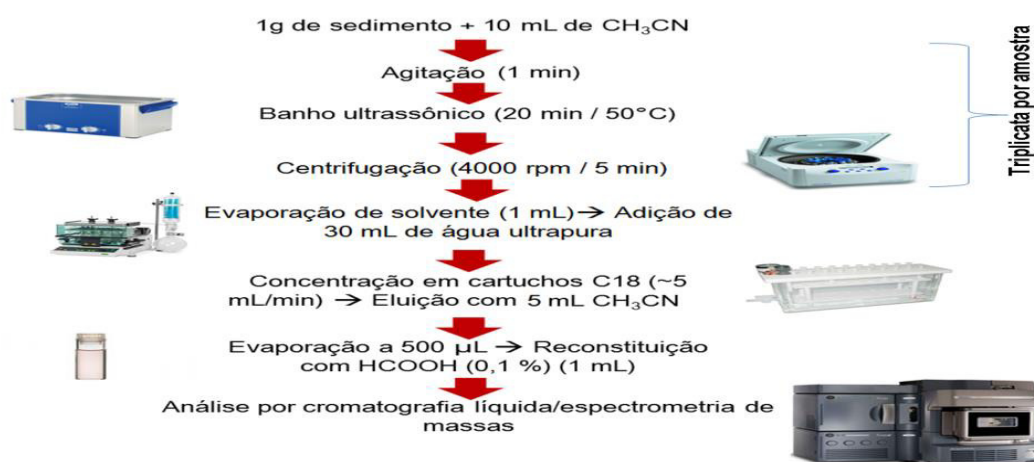 1g de sedimento + 10 mL de CH₃CN
Agitação (1 min)
Banho ultrassônico (20 min / 50°C)
Centrifugação (4000 rpm / 5 min)
Evaporação de solvente (1 mL)→ Adição de
30 mL de água ultrapura
Concentração em cartuchos C18 (~5
mL/min) → Eluição com 5 mL CH₃CN
Evaporação a 500 µL → Reconstituição
com HCOOH (0,1 %) (1 mL)
Análise por cromatografia líquida/espectrometria de
massas
Triplicata por amostra